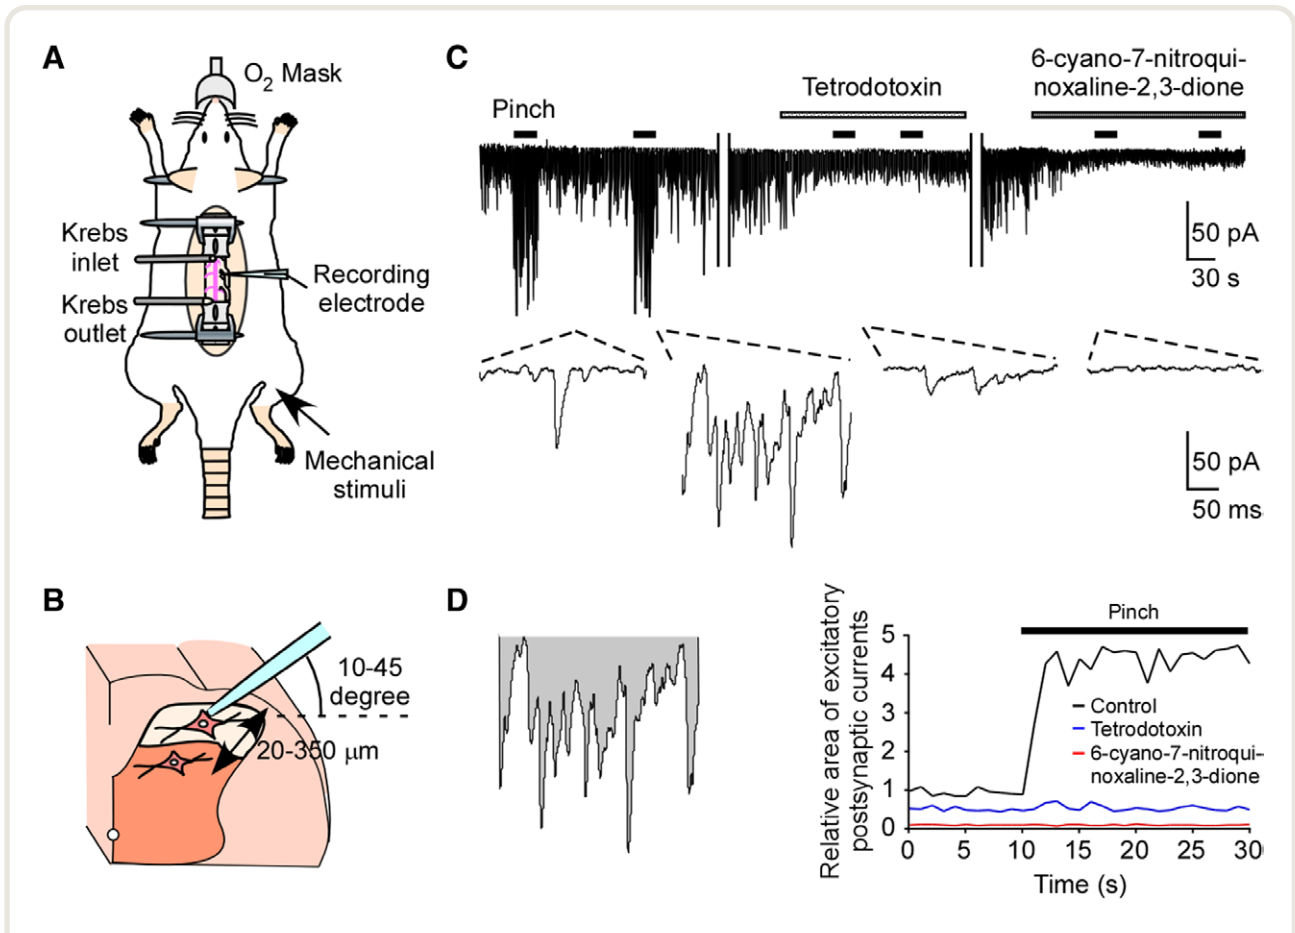 A
O2 Mask
Krebs
inlet
Krebs
outlet
Recording
electrode
Mechanical
stimuli
B
10-45
degree
20-350 μm
C
Pinch
Tetrodotoxin
6-cyano-7-nitroqui-
noxaline-2,3-dione
50 pA
30 s
50 pA
50 ms
D
Relative area of excitatory
postsynaptic currents
Pinch
5
4
3
2
1
0
Control
Tetrodotoxin
6-cyano-7-nitroqui-
noxaline-2,3-dione
0 5 10 15 20 25 30
Time (s)